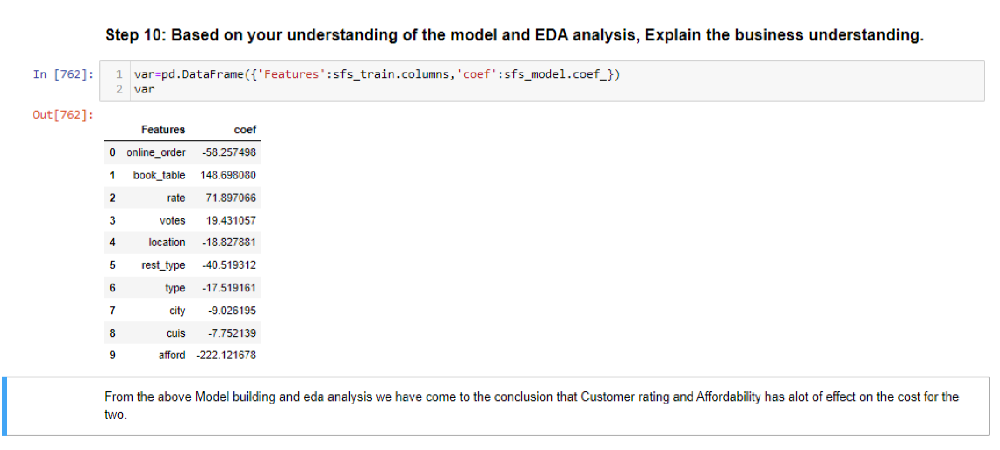 Step 10: Based on your understanding of the model and EDA analysis, Explain the business understanding.
In [762]:
1 var=pd.DataFrame({'Features':sfs_train.columns,'coef':sfs_model.coef_})
2 var
Out[762]:
Features coef
0 online_order -58.257498
1 book_table 148.698080
2 rate 71.897066
3 votes 19.431057
4 location -18.827881
5 rest_type -40.519312
6 type -17.519161
7 city -9.026195
8 cuis -7.752139
9 afford -222.121678
From the above Model building and eda analysis we have come to the conclusion that Customer rating and Affordability has alot of effect on the cost for the
two.